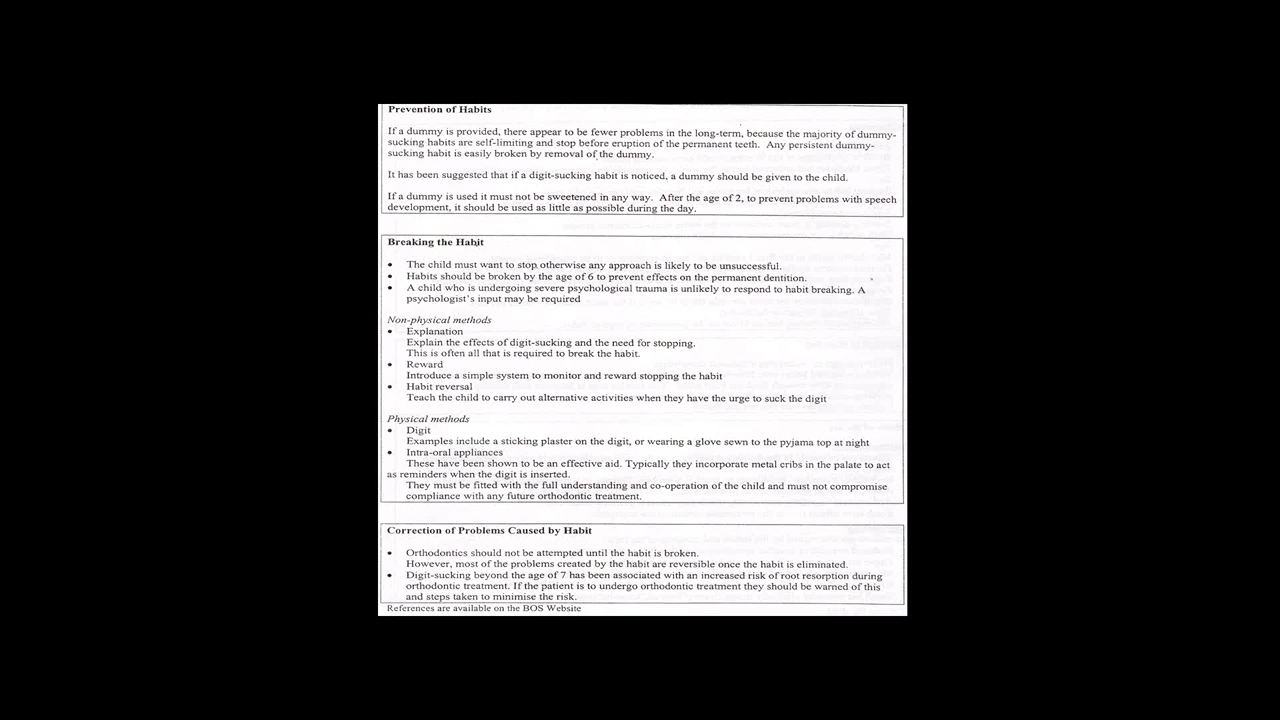 Prevention of Habits
If a dummy is provided, there appear to be fewer problems in the long-term, because the majority of dummy-
sucking habits are self-limiting and stop before eruption of the permanent teeth. Any persistent dummy-
sucking habit is easily broken by removal of the dummy.
It has been suggested that if a digit-sucking habit is noticed, a dummy should be given to the child.
If a dummy is used it must not be sweetened in any way. After the age of 2, to prevent problems with speech
development, it should be used as little as possible during the day.
Breaking the Habit
• The child must want to stop otherwise any approach is likely to be unsuccessful.
• Habits should be broken by the age of 6 to prevent effects on the permanent dentition.
• A child who is undergoing severe psychological trauma is unlikely to respond to habit breaking. A
psychologist's input may be required
Non-physical methods
• Explanation
Explain the effects of digit-sucking and the need for stopping.
This is often all that is required to break the habit.
• Reward
Introduce a simple system to monitor and reward stopping the habit
• Habit reversal
Teach the child to carry out alternative activities when they have the urge to suck the digit
Physical methods
• Digit
Examples include a sticking plaster on the digit, or wearing a glove sewn to the pyjama top at night
• Intra-oral appliances
These have been shown to be an effective aid. Typically they incorporate metal cribs in the palate to act
as reminders when the digit is inserted.
They must be fitted with the full understanding and co-operation of the child and must not compromise
compliance with any future orthodontic treatment.
Correction of Problems Caused by Habit
• Orthodontics should not be attempted until the habit is broken.
However, most of the problems created by the habit are reversible once the habit is eliminated.
• Digit-sucking beyond the age of 7 has been associated with an increased risk of root resorption during
orthodontic treatment. If the patient is to undergo orthodontic treatment they should be warned of this
and steps taken to minimise the risk.
References are available on the BOS Website